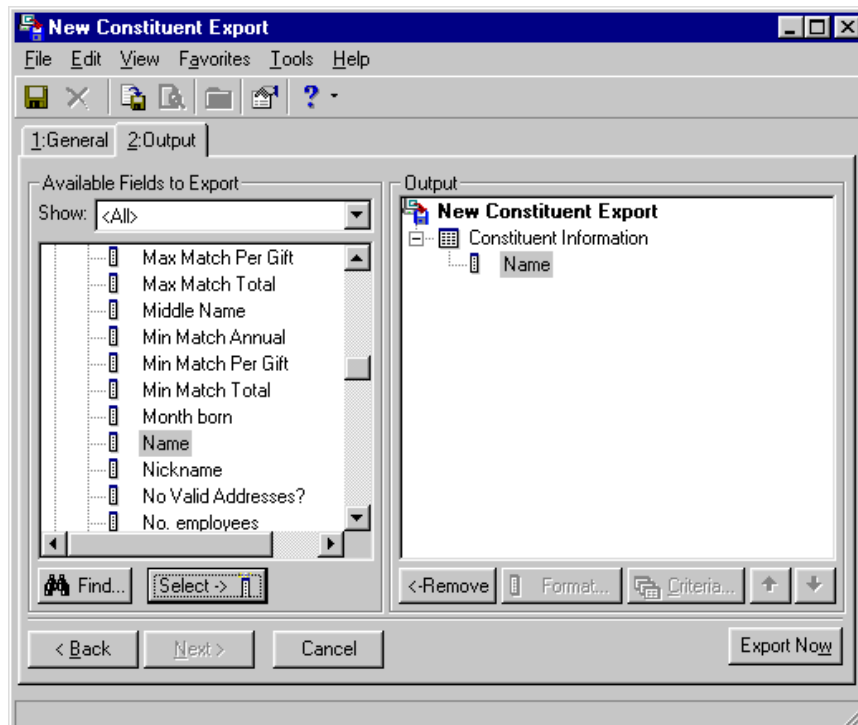 New Constituent Export
File Edit View Favorites Tools Help
?
1:General 2:Output
Available Fields to Export
Show: <All>
Max Match Per Gift
Max Match Total
Middle Name
Min Match Annual
Min Match Per Gift
Min Match Total
Month born
Name
Nickname
No Valid Addresses?
No. employees
Find... Select ->
Output
New Constituent Export
Constituent Information
Name
<-Remove Format... Criteria...
< Back Next > Cancel Export Now